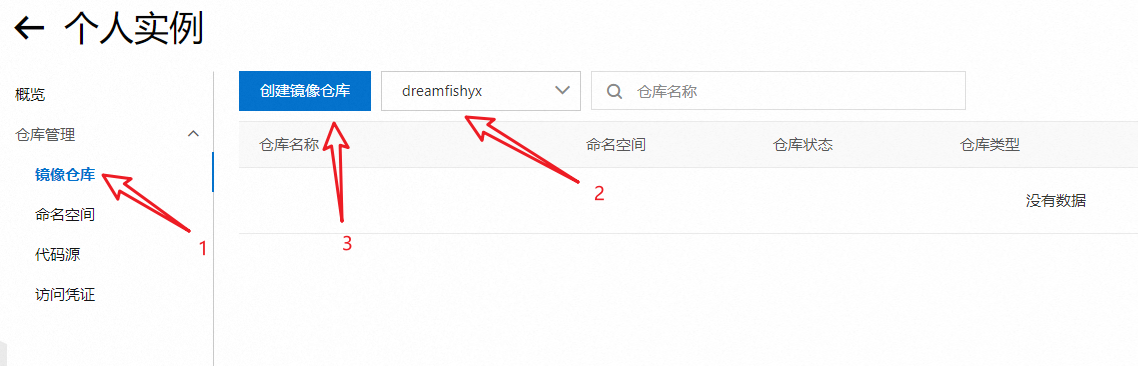 个人实例
概览
仓库管理
镜像仓库
命名空间
代码源
访问凭证
创建镜像仓库 dreamfishyx 仓库名称
仓库名称 命名空间 仓库状态 仓库类型
没有数据
1
2
3